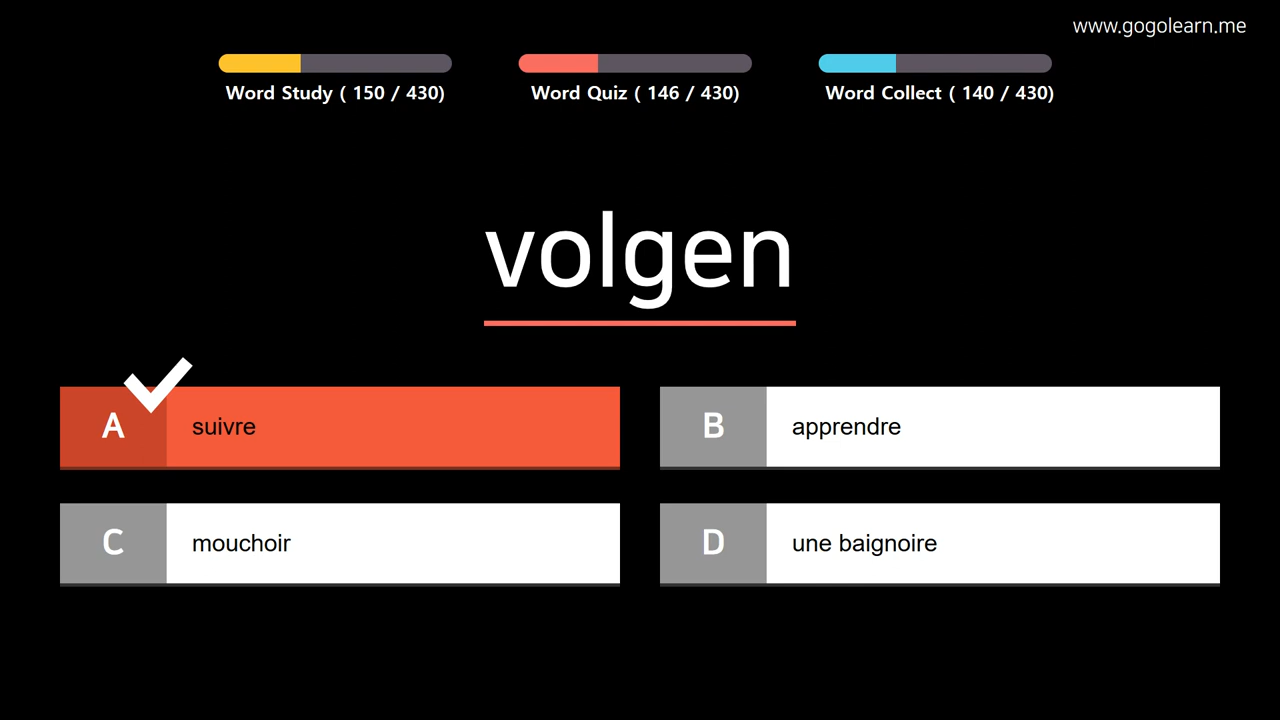 www.gogolearn.me
Word Study ( 150 / 430)
Word Quiz ( 146 / 430)
Word Collect ( 140 / 430)
volgen
A suivre
B apprendre
C mouchoir
D une baignoire